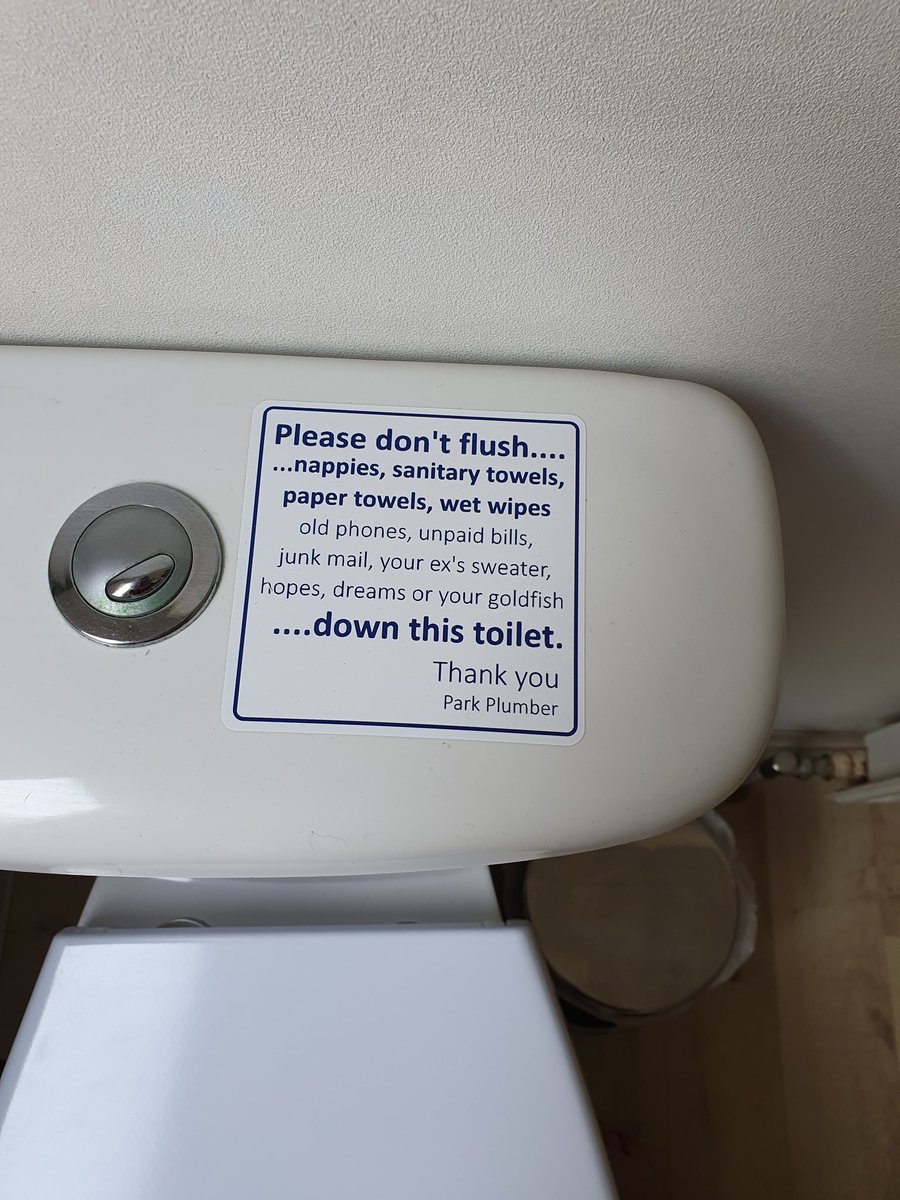 Please don't flush....
...nappies, sanitary towels,
paper towels, wet wipes
old phones, unpaid bills,
junk mail, your ex's sweater,
hopes, dreams or your goldfish
....down this toilet.
Thank you
Park Plumber